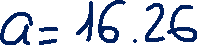 a = 16.26